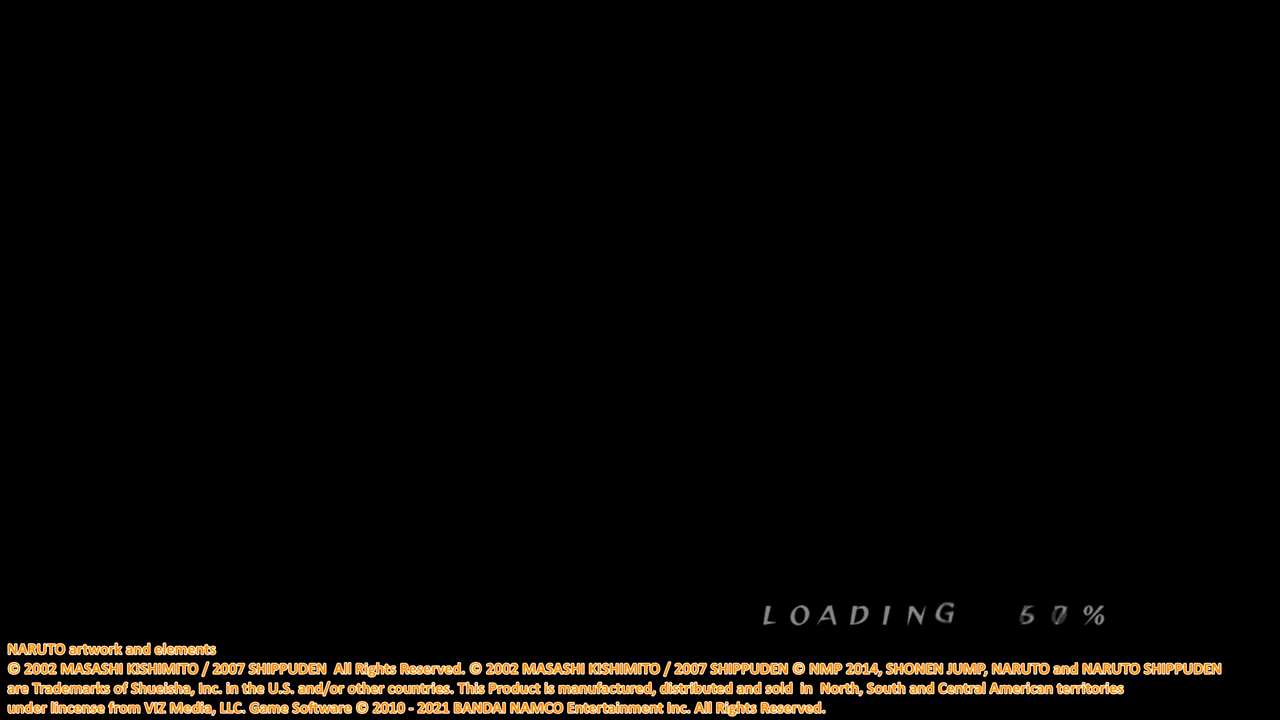 LOADING %
NARUTO artwork and elements
© 2002 MASASHI KISHIMITO / 2007 SHIPPUDEN All Rights Reserved. © 2002 MASASHI KISHIMITO / 2007 SHIPPUDEN © NMP 2014, SHONEN JUMP, NARUTO and NARUTO SHIPPUDEN
are Trademarks of Shueisha, Inc. in the U.S. and/or other countries. This Product is manufactured, distributed and sold in North, South and Central American territories
under lincense from VIZ Media, LLC. Game Software © 2010 - 2021 BANDAI NAMCO Entertainment Inc. All Rights Reserved.